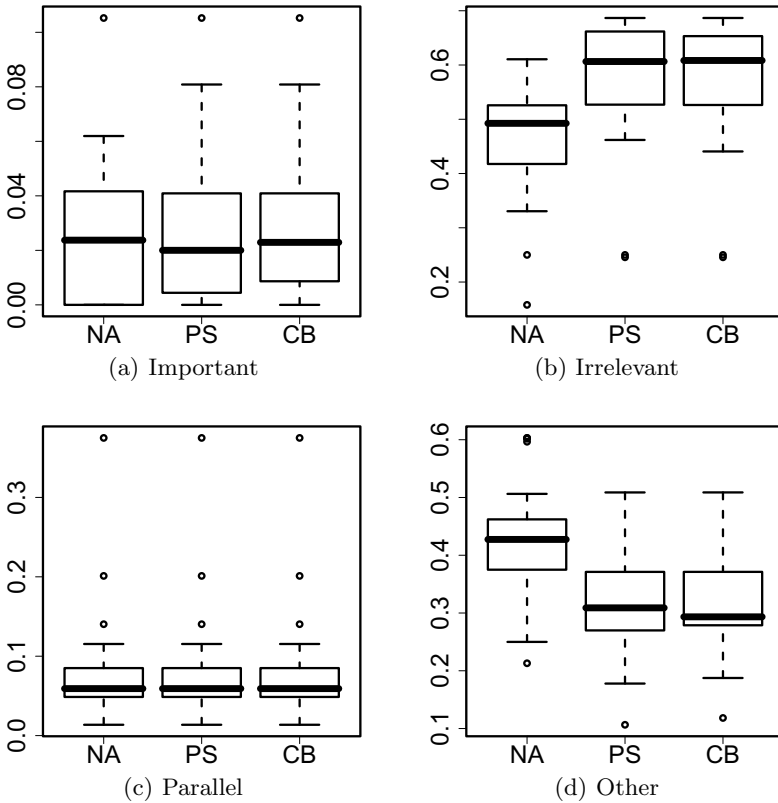 0.08
0.04
0.00
NA PS CB
(a) Important
0.6
0.4
0.2
NA PS CB
(b) Irrelevant
0.3
0.2
0.1
0.0
NA PS CB
(c) Parallel
0.6
0.5
0.4
0.3
0.2
0.1
NA PS CB
(d) Other